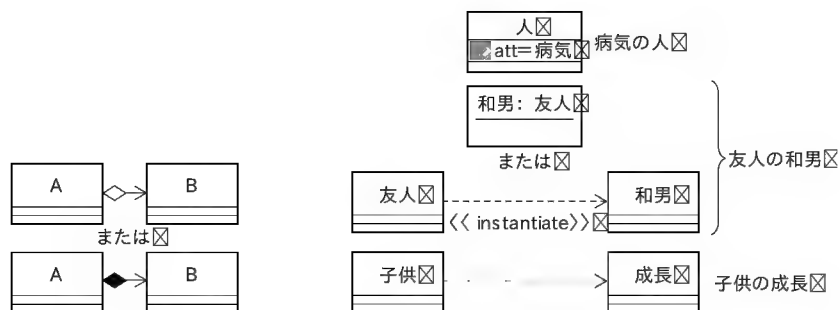 人
att=病気
病気の人
和男: 友人
または
友人の和男
A
B
または
A
B
友人
和男
<< instantiate>>
子供
成長
子供の成長